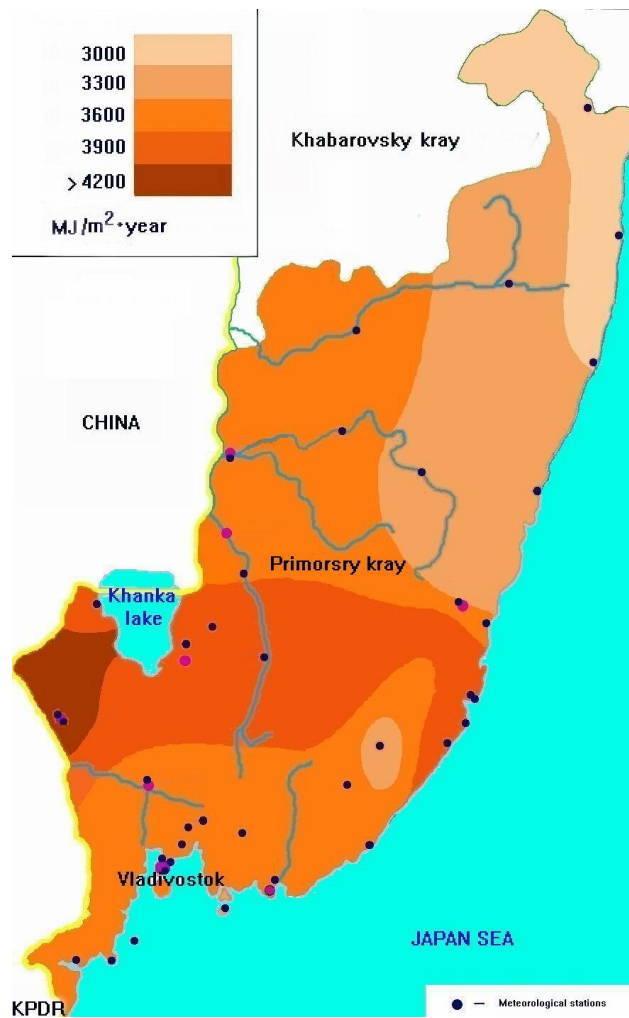 3000
3300
3600
3900
> 4200
MJ/m²·year
Khabarovsky kray
CHINA
Primorsry kray
Khanka
lake
Vladivostok
JAPAN SEA
KPDR
— Meteorological stations